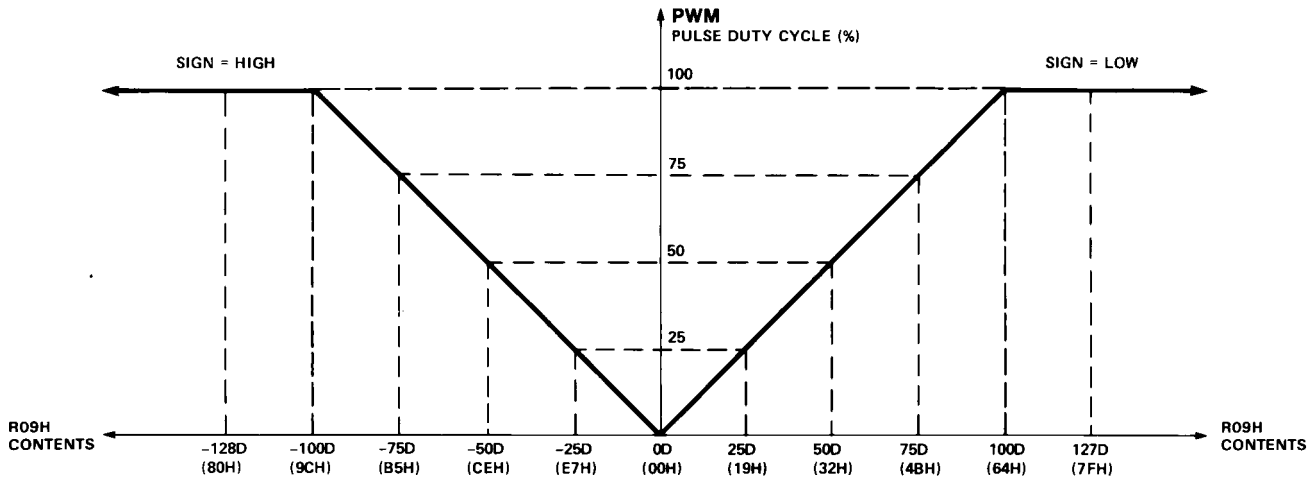 PWM
PULSE DUTY CYCLE (%)
SIGN = HIGH
SIGN = LOW
100
75
50
25
R09H
CONTENTS
–128D
(80H)
–100D
(9CH)
–75D
(B5H)
–50D
(CEH)
–25D
(E7H)
0D
(00H)
25D
(19H)
50D
(32H)
75D
(4BH)
100D
(64H)
127D
(7FH)
R09H
CONTENTS